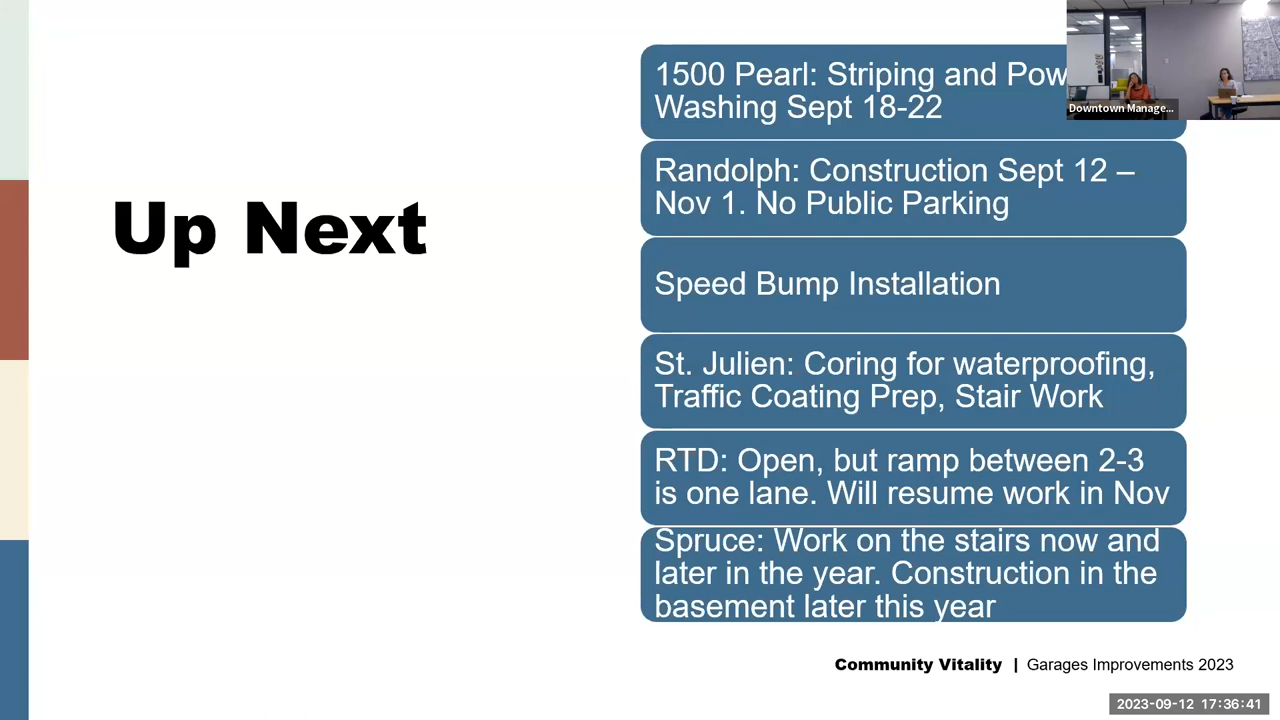 Up Next
1500 Pearl: Striping and Pow
Washing Sept 18-22
Randolph: Construction Sept 12 –
Nov 1. No Public Parking
Speed Bump Installation
St. Julien: Coring for waterproofing,
Traffic Coating Prep, Stair Work
RTD: Open, but ramp between 2-3
is one lane. Will resume work in Nov
Spruce: Work on the stairs now and
later in the year. Construction in the
basement later this year
Community Vitality | Garages Improvements 2023
Downtown Manage...
2023-09-12 17:36:41